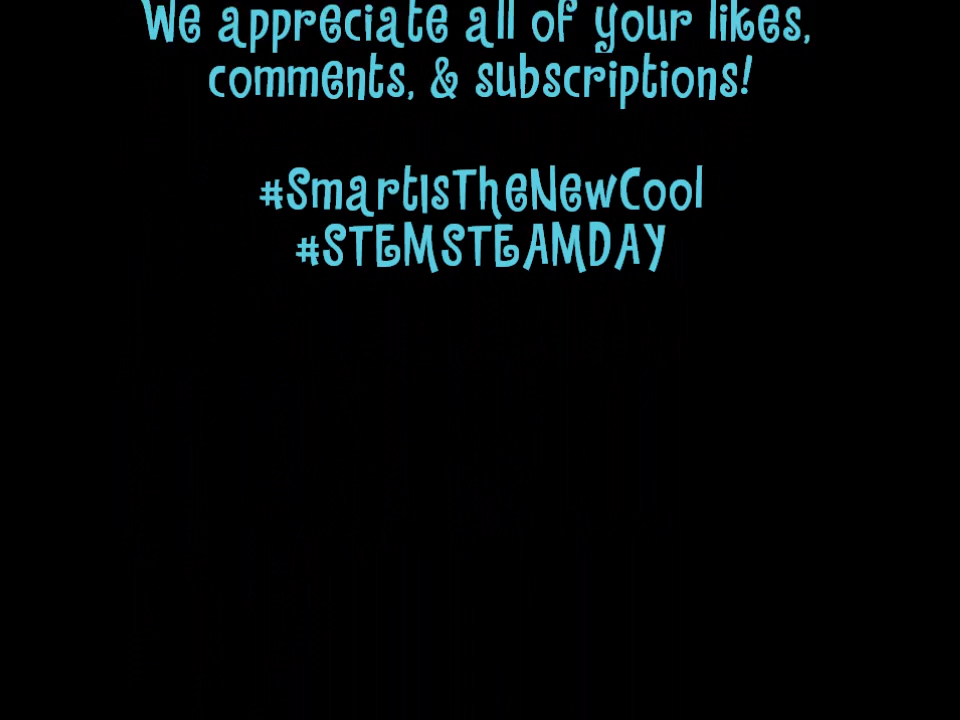 We appreciate all of your likes,
comments, & subscriptions!
#SmartIsTheNewCool
#STEMSTEAMDAY